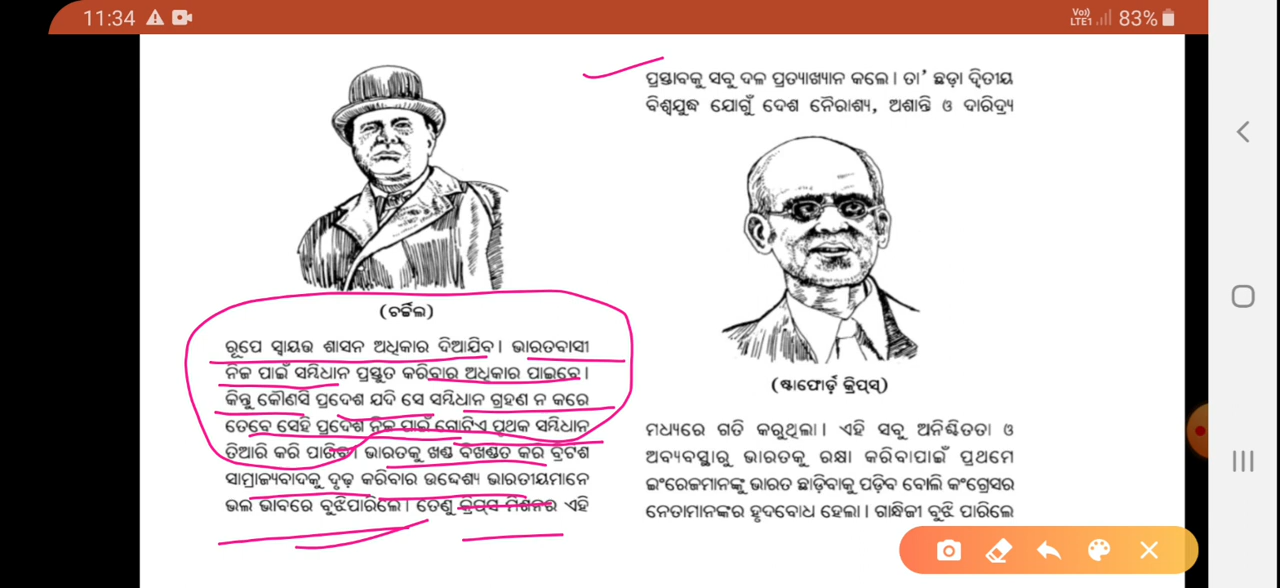 11:34
Vo))
LTE1
83%
(ଚର୍ଚ୍ଚିଲ)
ରୂପେ ସ୍ୱାୟତ୍ତ ଶାସନ ଅଧିକାର ଦିଆଯିବ । ଭାରତବାସୀ
ନିଜ ପାଇଁ ସମ୍ବିଧାନ ପ୍ରସ୍ତୁତ କରିବାର ଅଧିକାର ପାଇଛେ ।
କିନ୍ତୁ କୌଣସି ପ୍ରଦେଶ ଯଦି ସେ ସମ୍ବିଧାନ ଗ୍ରହଣ ନ କରେ
ତେବେ ସେହି ପ୍ରଦେଶ ନିଜ ପାଇଁ ଗୋଟିଏ ପୃଥକ ସମ୍ବିଧାନ
ତିଆରି କରି ପାରିବ । ଭାରତକୁ ଖଣ୍ଡ ବିଖଣ୍ଡିତ କରି ବ୍ରିଟିଶ
ସାମ୍ରାଜ୍ୟବାଦକୁ ଦୃଢ଼ କରିବାର ଉଦ୍ଦେଶ୍ୟ ଭାରତୀୟମାନେ
ଭଲ ଭାବରେ ବୁଝିପାରିଲେ । ତେଣୁ କ୍ରିପ୍‌ସ ମିଶନର ଏହି
ପ୍ରସ୍ତାବକୁ ସବୁ ଦଳ ପ୍ରତ୍ୟାଖ୍ୟାନ କଲେ । ତା' ଛଡ଼ା ଦ୍ୱିତୀୟ
ବିଶ୍ୱଯୁଦ୍ଧ ଯୋଗୁଁ ଦେଶ ନୈରାଶ୍ୟ, ଅଶାନ୍ତି ଓ ଦାରିଦ୍ର୍ୟ
(ଷ୍ଟାଫୋର୍ଡ଼ କ୍ରିପ୍‌ସ୍)
ମଧ୍ୟରେ ଗତି କରୁଥିଲା । ଏହି ସବୁ ଅନିଶ୍ଚିତତା ଓ
ଅବ୍ୟବସ୍ଥାରୁ ଭାରତକୁ ରକ୍ଷା କରିବାପାଇଁ ପ୍ରଥମେ
ଇଂରେଜମାନଙ୍କୁ ଭାରତ ଛାଡ଼ିବାକୁ ପଡ଼ିବ ବୋଲି କଂଗ୍ରେସର
ନେତାମାନଙ୍କର ହୃଦବୋଧ ହେଲା । ଗାନ୍ଧିଜୀ ବୁଝି ପାରିଲେ